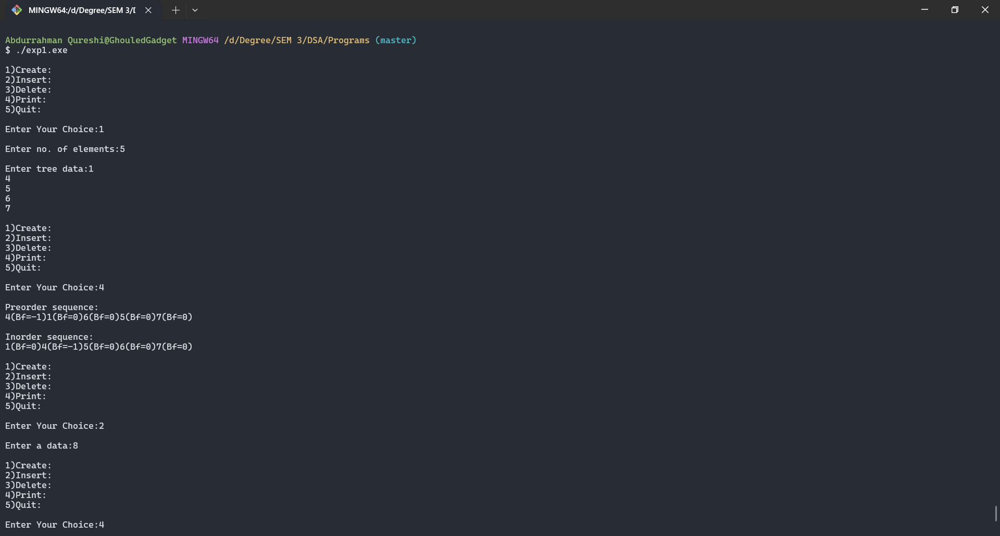 MINGW64:/d/Degree/SEM 3/D
Abdurrahman Qureshi@GhouledGadget MINGW64 /d/Degree/SEM 3/DSA/Programs (master)
$ ./exp1.exe
1)Create:
2)Insert:
3)Delete:
4)Print:
5)Quit:
Enter Your Choice:1
Enter no. of elements:5
Enter tree data:1
4
5
6
7
1)Create:
2)Insert:
3)Delete:
4)Print:
5)Quit:
Enter Your Choice:4
Preorder sequence:
4(Bf=-1)1(Bf=0)6(Bf=0)5(Bf=0)7(Bf=0)
Inorder sequence:
1(Bf=0)4(Bf=-1)5(Bf=0)6(Bf=0)7(Bf=0)
1)Create:
2)Insert:
3)Delete:
4)Print:
5)Quit:
Enter Your Choice:2
Enter a data:8
1)Create:
2)Insert:
3)Delete:
4)Print:
5)Quit:
Enter Your Choice:4